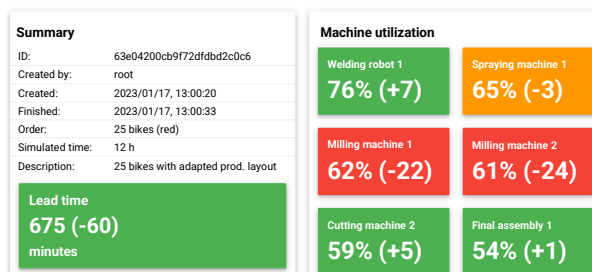 Summary
ID: 63e04200cb9f72dfdbd2c0c6
Created by: root
Created: 2023/01/17, 13:00:20
Finished: 2023/01/17, 13:00:33
Order: 25 bikes (red)
Simulated time: 12 h
Description: 25 bikes with adapted prod. layout
Lead time
675 (-60)
minutes
Machine utilization
Welding robot 1
76% (+7)
Spraying machine 1
65% (-3)
Milling machine 1
62% (-22)
Milling machine 2
61% (-24)
Cutting machine 2
59% (+5)
Final assembly 1
54% (+1)